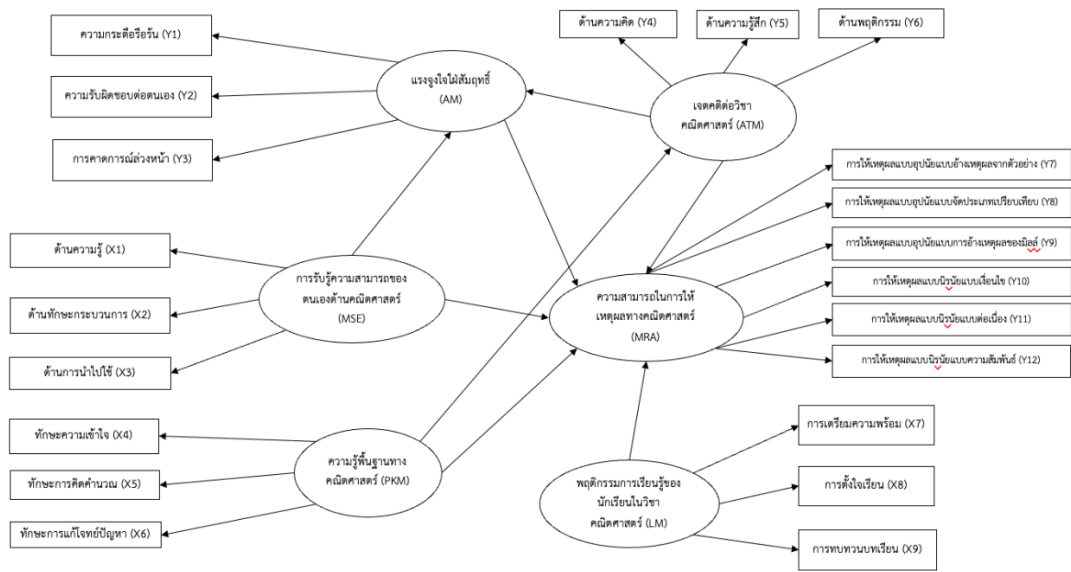 ความกระตือรือร้น (Y1)
ความรับผิดชอบต่อตนเอง (Y2)
การคาดการณ์ล่วงหน้า (Y3)
แรงจูงใจใฝ่สัมฤทธิ์
(AM)
ด้านความคิด (Y4)
ด้านความรู้สึก (Y5)
ด้านพฤติกรรม (Y6)
เจตคติต่อวิชา
คณิตศาสตร์ (ATM)
การให้เหตุผลแบบอุปนัยแบบอ้างเหตุผลจากตัวอย่าง (Y7)
การให้เหตุผลแบบอุปนัยแบบจัดประเภทเปรียบเทียบ (Y8)
การให้เหตุผลแบบอุปนัยแบบการอ้างเหตุผลของมิลล์ (Y9)
การให้เหตุผลแบบนิรนัยแบบเงื่อนไข (Y10)
การให้เหตุผลแบบนิรนัยแบบต่อเนื่อง (Y11)
การให้เหตุผลแบบนิรนัยแบบความสัมพันธ์ (Y12)
ด้านความรู้ (X1)
ด้านทักษะกระบวนการ (X2)
ด้านการนำไปใช้ (X3)
การรับรู้ความสามารถของ
ตนเองด้านคณิตศาสตร์
(MSE)
ความสามารถในการให้
เหตุผลทางคณิตศาสตร์
(MRA)
ทักษะความเข้าใจ (X4)
ทักษะการคิดคำนวณ (X5)
ทักษะการแก้โจทย์ปัญหา (X6)
ความรู้พื้นฐานทาง
คณิตศาสตร์ (PKM)
พฤติกรรมการเรียนรู้ของ
นักเรียนในวิชา
คณิตศาสตร์ (LM)
การเตรียมความพร้อม (X7)
การตั้งใจเรียน (X8)
การทบทวนบทเรียน (X9)